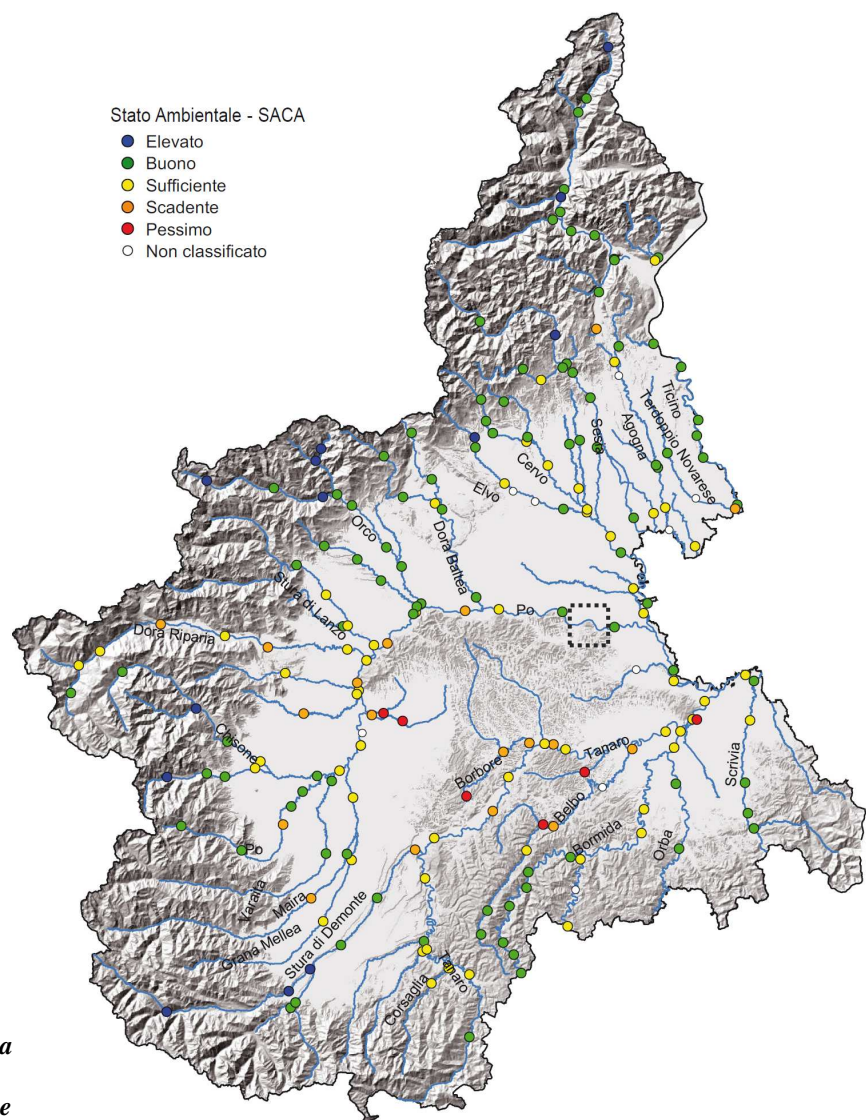 Stato Ambientale - SACA
Elevato
Buono
Sufficiente
Scadente
Pessimo
Non classificato
Ticino
Terdoppio Novarese
Agogna
Sesia
Cervo
Elvo
Dora Baltea
Orco
Stura di Lanzo
Po
Dora Riparia
Chisone
Tanaro
Borbore
Scrivia
Belbo
Bormida
Orba
Po
Varaita
Maira
Grana Mellea
Stura di Demonte
Tanaro
Corsaglia
a
e